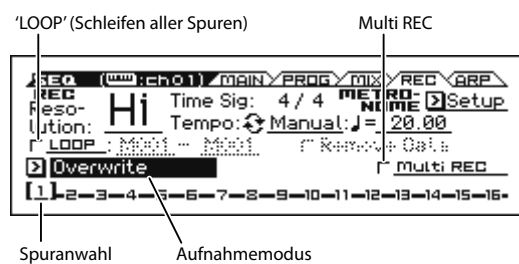 ‘LOOP’ (Schleifen aller Spuren)
Multi REC
SEQ (:ch01) MAIN PROG MIX REC ARP
REC
Reso-
lution: Hi
Time Sig: 4 / 4
METRO-
NOME
Setup
Tempo: Manual: ♩= 20.00
LOOP : M001 - M001 Remove Data
Overwrite
Multi REC
[1]-2-3-4-5-6-7-8-9-10-11-12-13-14-15-16-
Spuranwahl
Aufnahmemodus